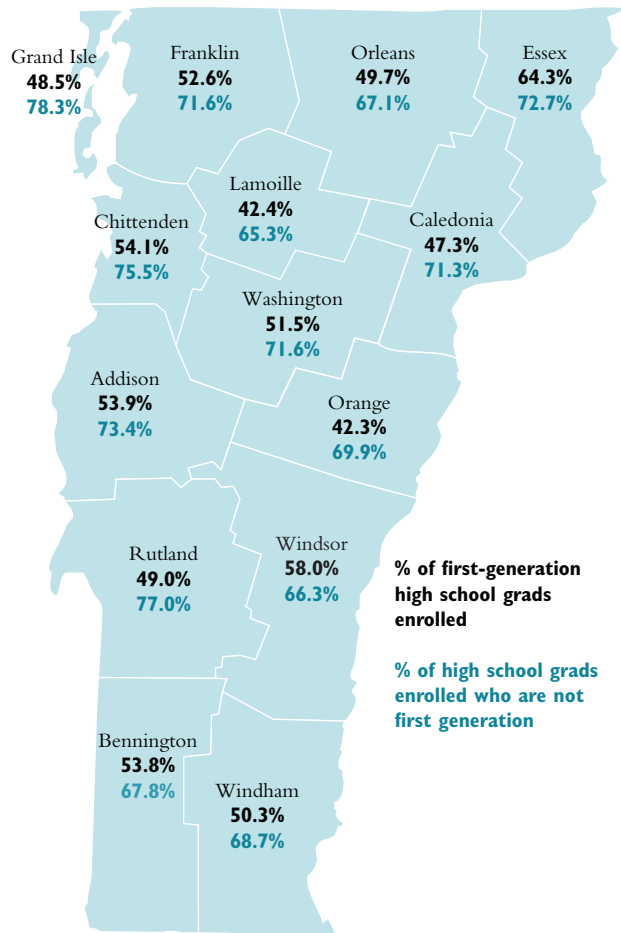 Grand Isle
48.5%
78.3%
Franklin
52.6%
71.6%
Orleans
49.7%
67.1%
Essex
64.3%
72.7%
Lamoille
42.4%
65.3%
Chittenden
54.1%
75.5%
Caledonia
47.3%
71.3%
Washington
51.5%
71.6%
Addison
53.9%
73.4%
Orange
42.3%
69.9%
Rutland
49.0%
77.0%
Windsor
58.0%
66.3%
% of first-generation
high school grads
enrolled
% of high school grads
enrolled who are not
first generation
Bennington
53.8%
67.8%
Windham
50.3%
68.7%